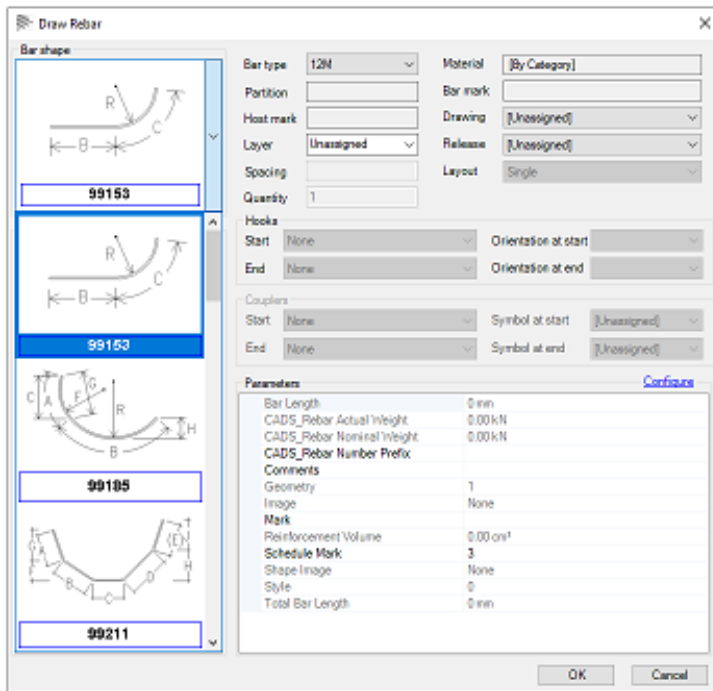 Draw Rebar
Bar shape
R
B
C
99153
R
B
C
99153
C A G F R H B
99185
G A F B C D (E) H
99211
Bar type 12M
Partition
Host mark
Layer Unassigned
Spacing
Quantity 1
Material [By Category]
Bar mark
Drawing [Unassigned]
Release [Unassigned]
Layout Single
Hooks
Start None Orientation at start
End None Orientation at end
Couplers
Start None Symbol at start [Unassigned]
End None Symbol at end [Unassigned]
Parameters Configure
Bar Length 0 mm
CADS_Rebar Actual Weight 0.00 kN
CADS_Rebar Nominal Weight 0.00 kN
CADS_Rebar Number Prefix
Comments
Geometry 1
Image None
Mark
Reinforcement Volume 0.00 cm³
Schedule Mark 3
Shape Image None
Style 0
Total Bar Length 0 mm
OK Cancel